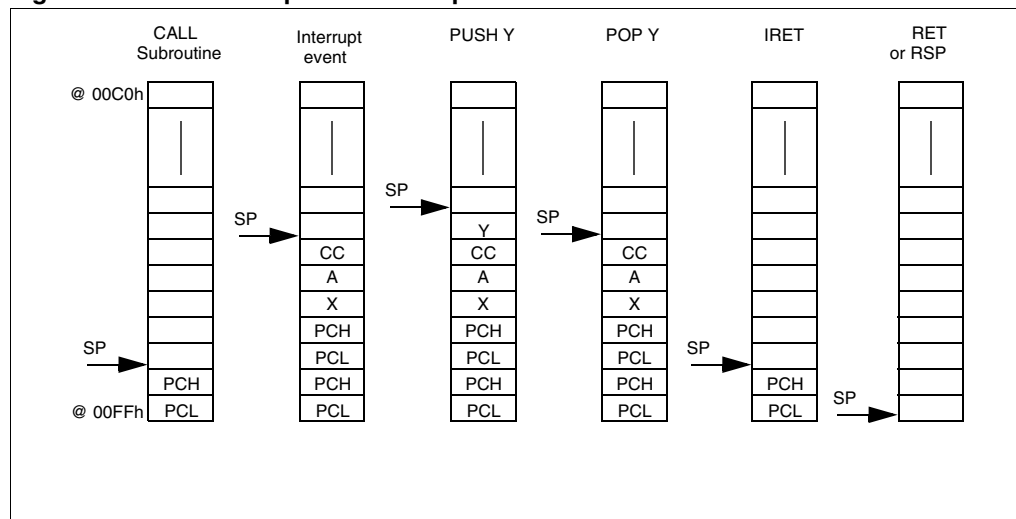 CALL
Subroutine
Interrupt
event
PUSH Y
POP Y
IRET
RET
or RSP
@ 00C0h
SP
SP
SP
Y
CC
CC
CC
A
A
A
X
X
X
PCH
PCH
PCH
SP
SP
PCL
PCL
PCL
PCH
PCH
PCH
PCH
PCH
SP
@ 00FFh
PCL
PCL
PCL
PCL
PCL